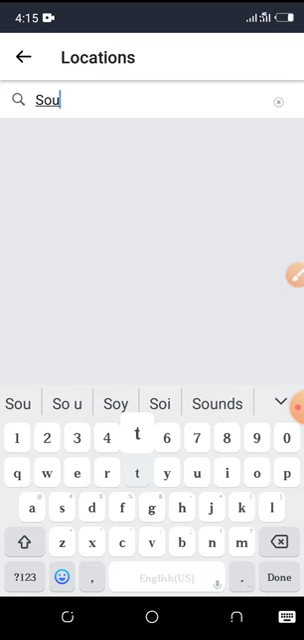 4:15
Locations
Sou
Sou So u Soy Soi Sounds
1 2 3 4 t 6 7 8 9 0
q w e r t y u i o p
a s d f g h j k l
z x c v b n m
?123 , English(US) . Done